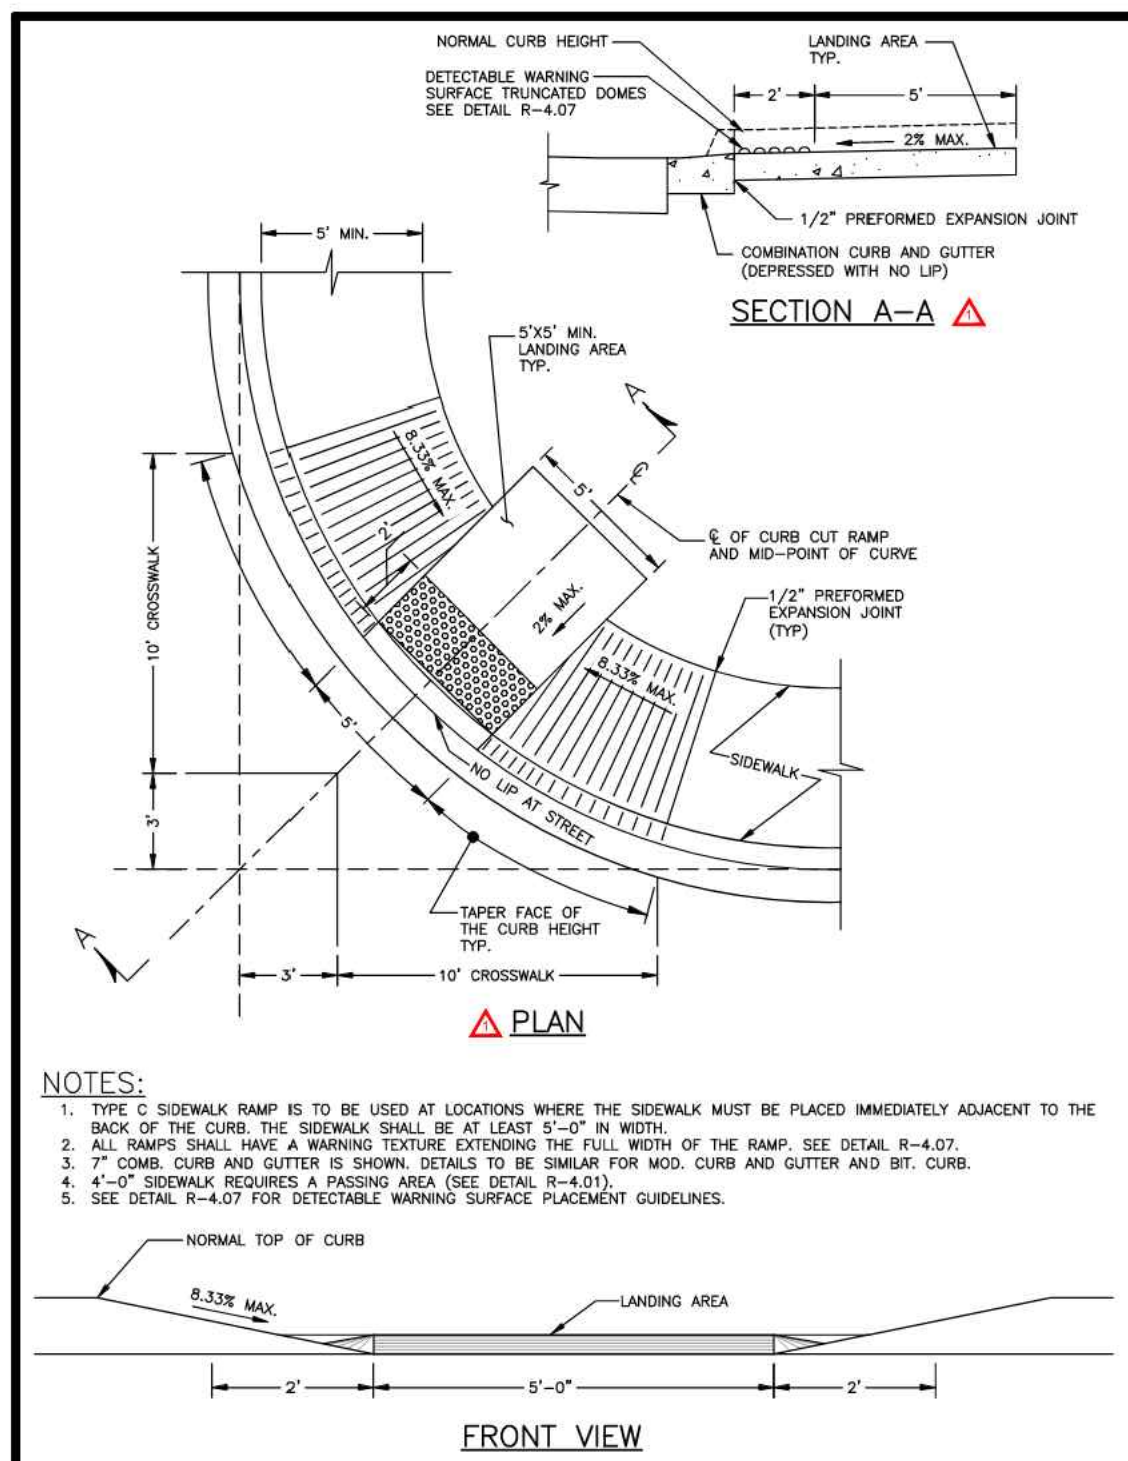 NORMAL CURB HEIGHT
LANDING AREA
TYP.
DETECTABLE WARNING
SURFACE TRUNCATED DOMES
SEE DETAIL R-4.07
2'
5'
2% MAX.
1/2" PREFORMED EXPANSION JOINT
COMBINATION CURB AND GUTTER
(DEPRESSED WITH NO LIP)
SECTION A-A
1
5' MIN.
5'X5' MIN.
LANDING AREA
TYP.
A
8.33% MAX.
5'
℄
2'
℄ OF CURB CUT RAMP
AND MID-POINT OF CURVE
1/2" PREFORMED
EXPANSION JOINT
(TYP)
2% MAX.
10' CROSSWALK
8.33% MAX.
5'
SIDEWALK
NO LIP AT STREET
3'
TAPER FACE OF
THE CURB HEIGHT
TYP.
A
3'
10' CROSSWALK
1
PLAN
NOTES:
1. TYPE C SIDEWALK RAMP IS TO BE USED AT LOCATIONS WHERE THE SIDEWALK MUST BE PLACED IMMEDIATELY ADJACENT TO THE
BACK OF THE CURB. THE SIDEWALK SHALL BE AT LEAST 5'-0" IN WIDTH.
2. ALL RAMPS SHALL HAVE A WARNING TEXTURE EXTENDING THE FULL WIDTH OF THE RAMP. SEE DETAIL R-4.07.
3. 7" COMB. CURB AND GUTTER IS SHOWN. DETAILS TO BE SIMILAR FOR MOD. CURB AND GUTTER AND BIT. CURB.
4. 4'-0" SIDEWALK REQUIRES A PASSING AREA (SEE DETAIL R-4.01).
5. SEE DETAIL R-4.07 FOR DETECTABLE WARNING SURFACE PLACEMENT GUIDELINES.
NORMAL TOP OF CURB
8.33% MAX.
LANDING AREA
2'
5'-0"
2'
FRONT VIEW